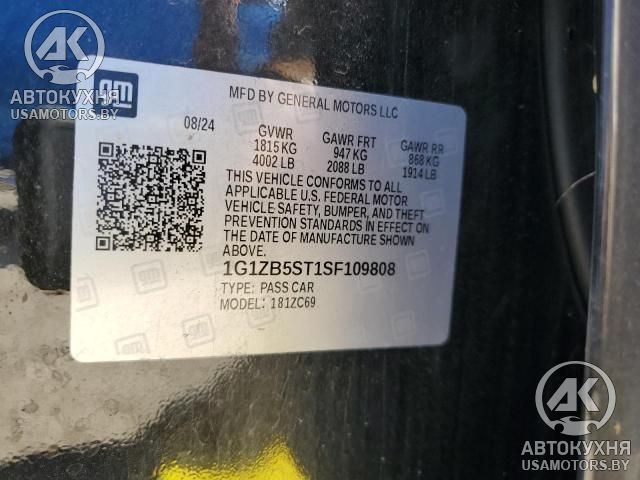 AK
АВТОКУХНЯ
USAMOTORS.BY
gm
MFD BY GENERAL MOTORS LLC
08/24
GVWR GAWR FRT GAWR RR
1815 KG 947 KG 868 KG
4002 LB 2088 LB 1914 LB
THIS VEHICLE CONFORMS TO ALL
APPLICABLE U.S. FEDERAL MOTOR
VEHICLE SAFETY, BUMPER, AND THEFT
PREVENTION STANDARDS IN EFFECT ON
THE DATE OF MANUFACTURE SHOWN
ABOVE.
1G1ZB5ST1SF109808
TYPE: PASS CAR
MODEL: 181ZC69
AK
АВТОКУХНЯ
USAMOTORS.BY